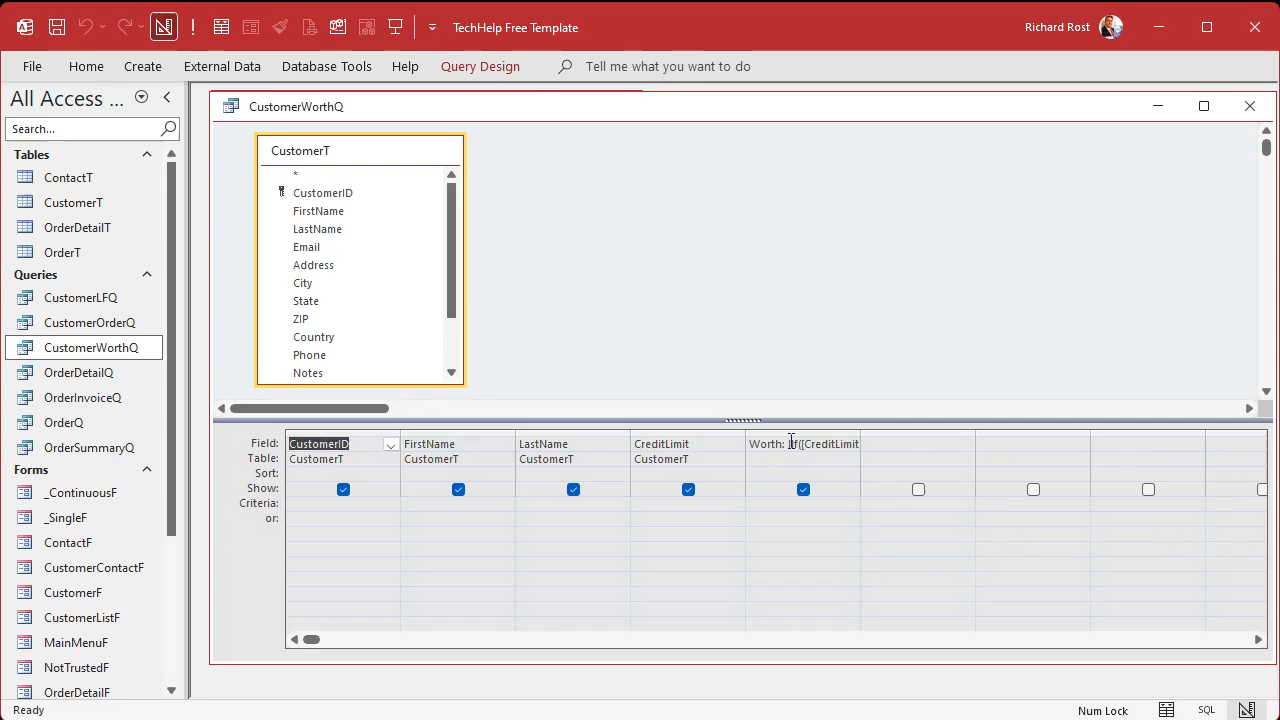 TechHelp Free Template
Richard Rost
File Home Create External Data Database Tools Help Query Design Tell me what you want to do
All Access ...
Search...
Tables
ContactT
CustomerT
OrderDetailT
OrderT
Queries
CustomerLFQ
CustomerOrderQ
CustomerWorthQ
OrderDetailQ
OrderInvoiceQ
OrderQ
OrderSummaryQ
Forms
_ContinuousF
_SingleF
ContactF
CustomerContactF
CustomerF
CustomerListF
MainMenuF
NotTrustedF
OrderDetailF
CustomerWorthQ
CustomerT
*
CustomerID
FirstName
LastName
Email
Address
City
State
ZIP
Country
Phone
Notes
Field: CustomerID FirstName LastName CreditLimit Worth: IIf([CreditLimit
Table: CustomerT CustomerT CustomerT CustomerT
Sort:
Show:
Criteria:
or:
Ready
Num Lock
SQL